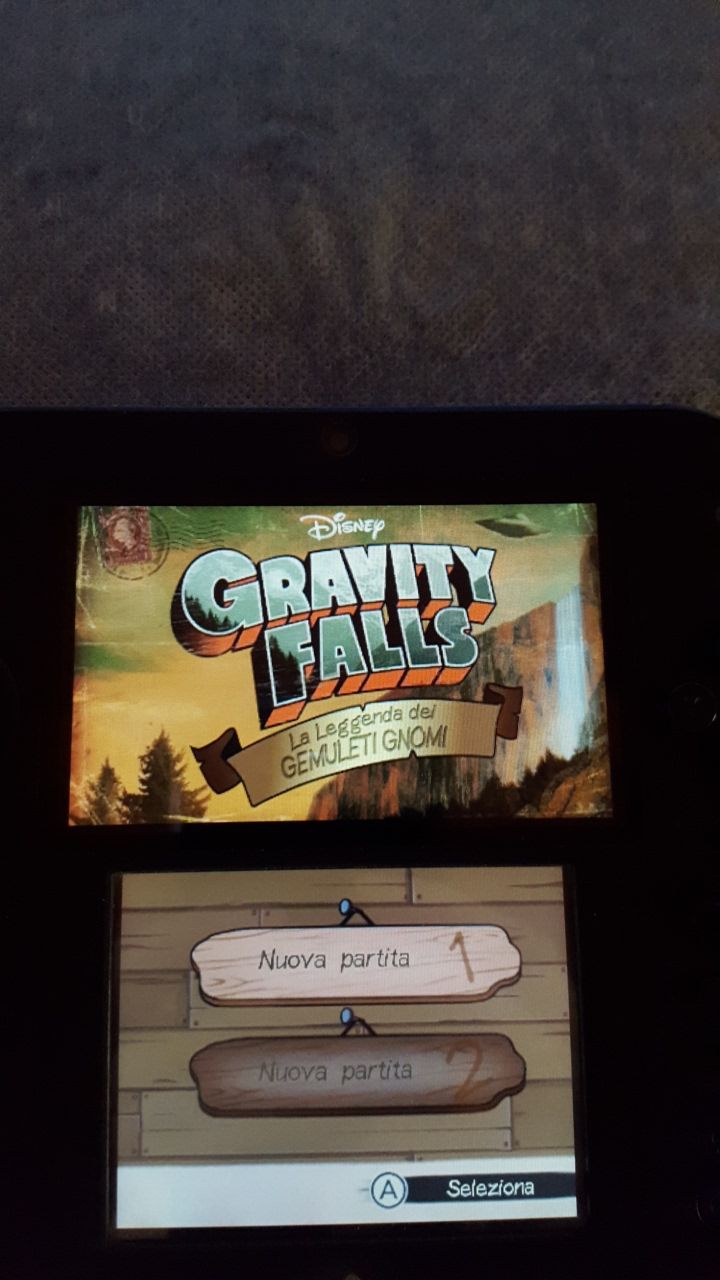 Disney
GRAVITY
FALLS
La Leggenda dei
GEMULETI GNOMI
Nuova partita 1
Nuova partita 2
A Seleziona